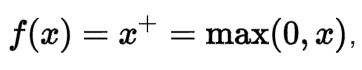 f(x) = x⁺ = max(0, x),